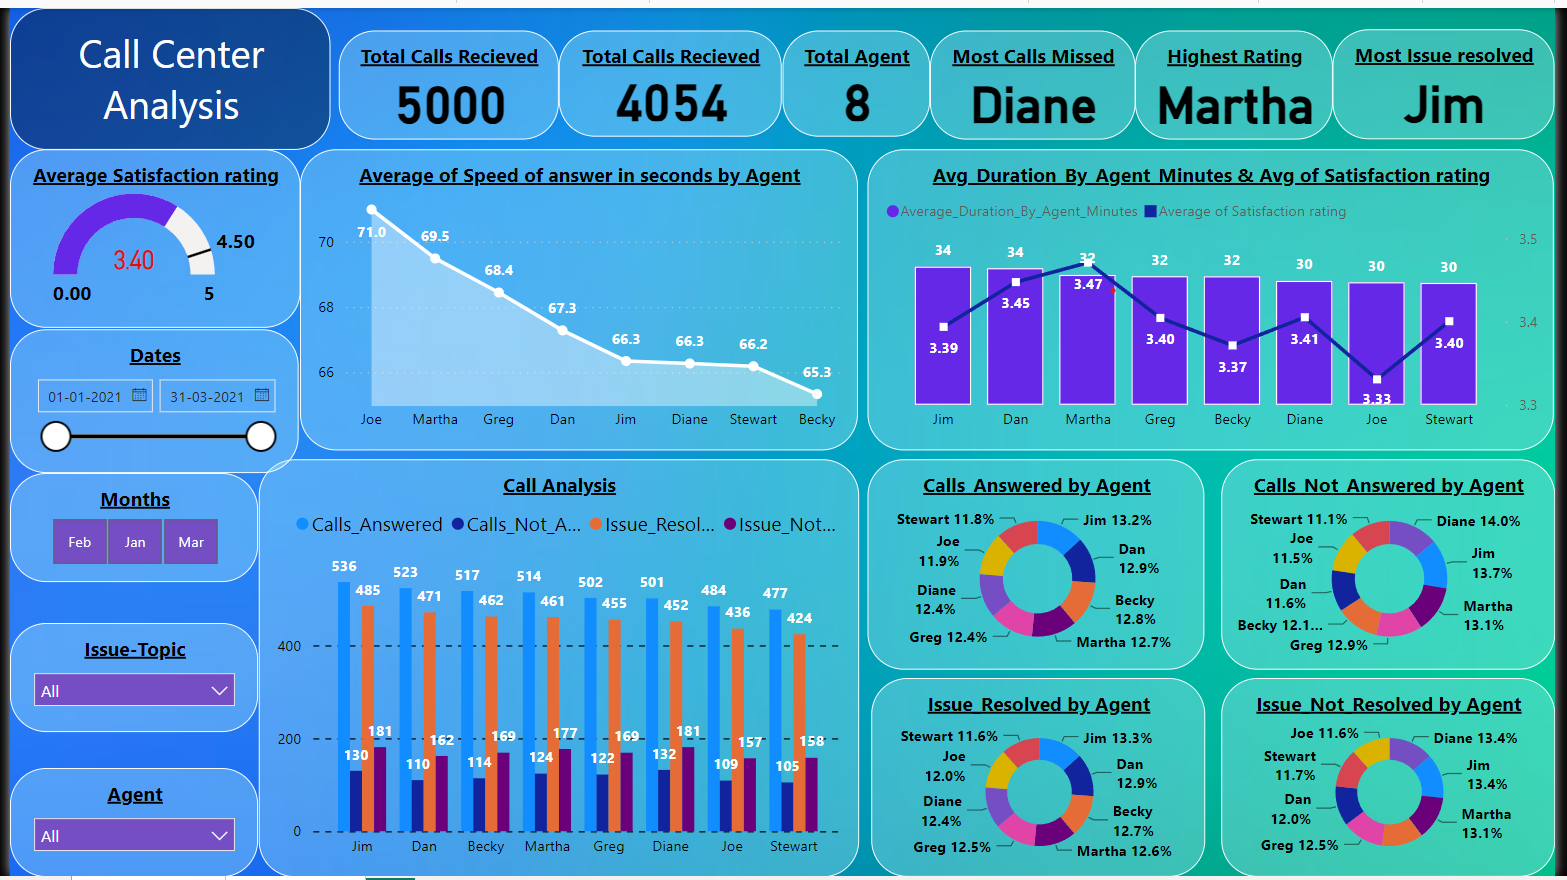 Call Center
Analysis
Total Calls Recieved
5000
Total Calls Recieved
4054
Total Agent
8
Most Calls Missed
Diane
Highest Rating
Martha
Most Issue resolved
Jim
Average Satisfaction rating
3.40
4.50
0.00
5
Dates
01-01-2021
31-03-2021
Months
Feb
Jan
Mar
Issue-Topic
All
Agent
All
Average of Speed of answer in seconds by Agent
70
68
66
71.0
69.5
68.4
67.3
66.3
66.3
66.2
65.3
Joe
Martha
Greg
Dan
Jim
Diane
Stewart
Becky
Avg_Duration_By_Agent_Minutes & Avg of Satisfaction rating
Average_Duration_By_Agent_Minutes
Average of Satisfaction rating
34
34
32
32
32
30
30
30
3.39
3.45
3.47
3.40
3.37
3.41
3.33
3.40
3.5
3.4
3.3
Jim
Dan
Martha
Greg
Becky
Diane
Joe
Stewart
Call Analysis
Calls_Answered
Calls_Not_A...
Issue_Resol...
Issue_Not...
400
200
0
536
485
130
181
523
471
110
162
517
462
114
169
514
461
124
177
502
455
122
169
501
452
132
181
484
436
109
157
477
424
105
158
Jim
Dan
Becky
Martha
Greg
Diane
Joe
Stewart
Calls_Answered by Agent
Stewart 11.8%
Jim 13.2%
Joe
11.9%
Dan
12.9%
Diane
12.4%
Becky
12.8%
Greg 12.4%
Martha 12.7%
Calls_Not_Answered by Agent
Stewart 11.1%
Diane 14.0%
Joe
11.5%
Jim
13.7%
Dan
11.6%
Martha
13.1%
Becky 12.1...
Greg 12.9%
Issue_Resolved by Agent
Stewart 11.6%
Jim 13.3%
Joe
12.0%
Dan
12.9%
Diane
12.4%
Becky
12.7%
Greg 12.5%
Martha 12.6%
Issue_Not_Resolved by Agent
Joe 11.6%
Diane 13.4%
Stewart
11.7%
Jim
13.4%
Dan
12.0%
Martha
13.1%
Greg 12.5%